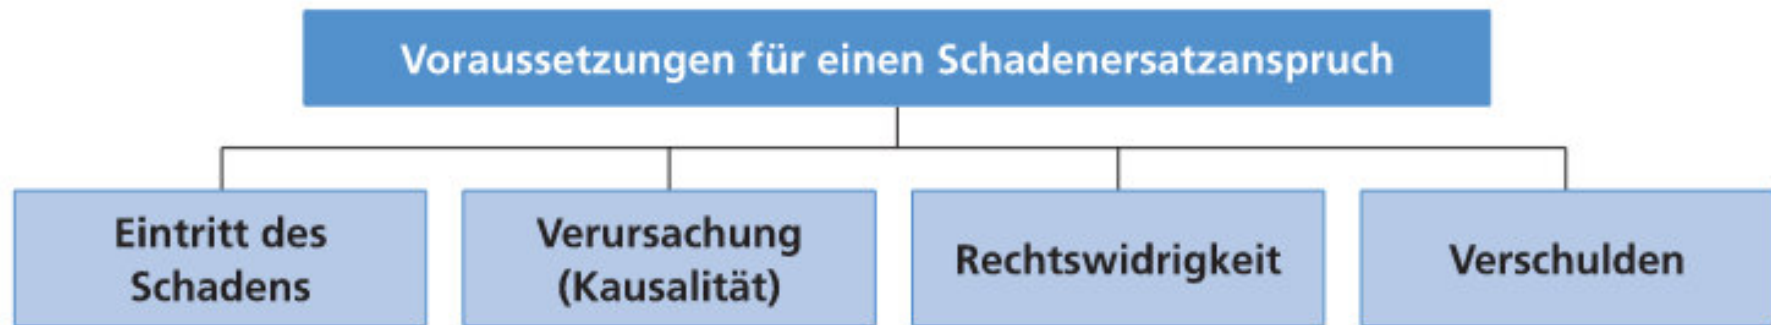 Voraussetzungen für einen Schadenersatzanspruch
Eintritt des
Schadens
Verursachung
(Kausalität)
Rechtswidrigkeit
Verschulden